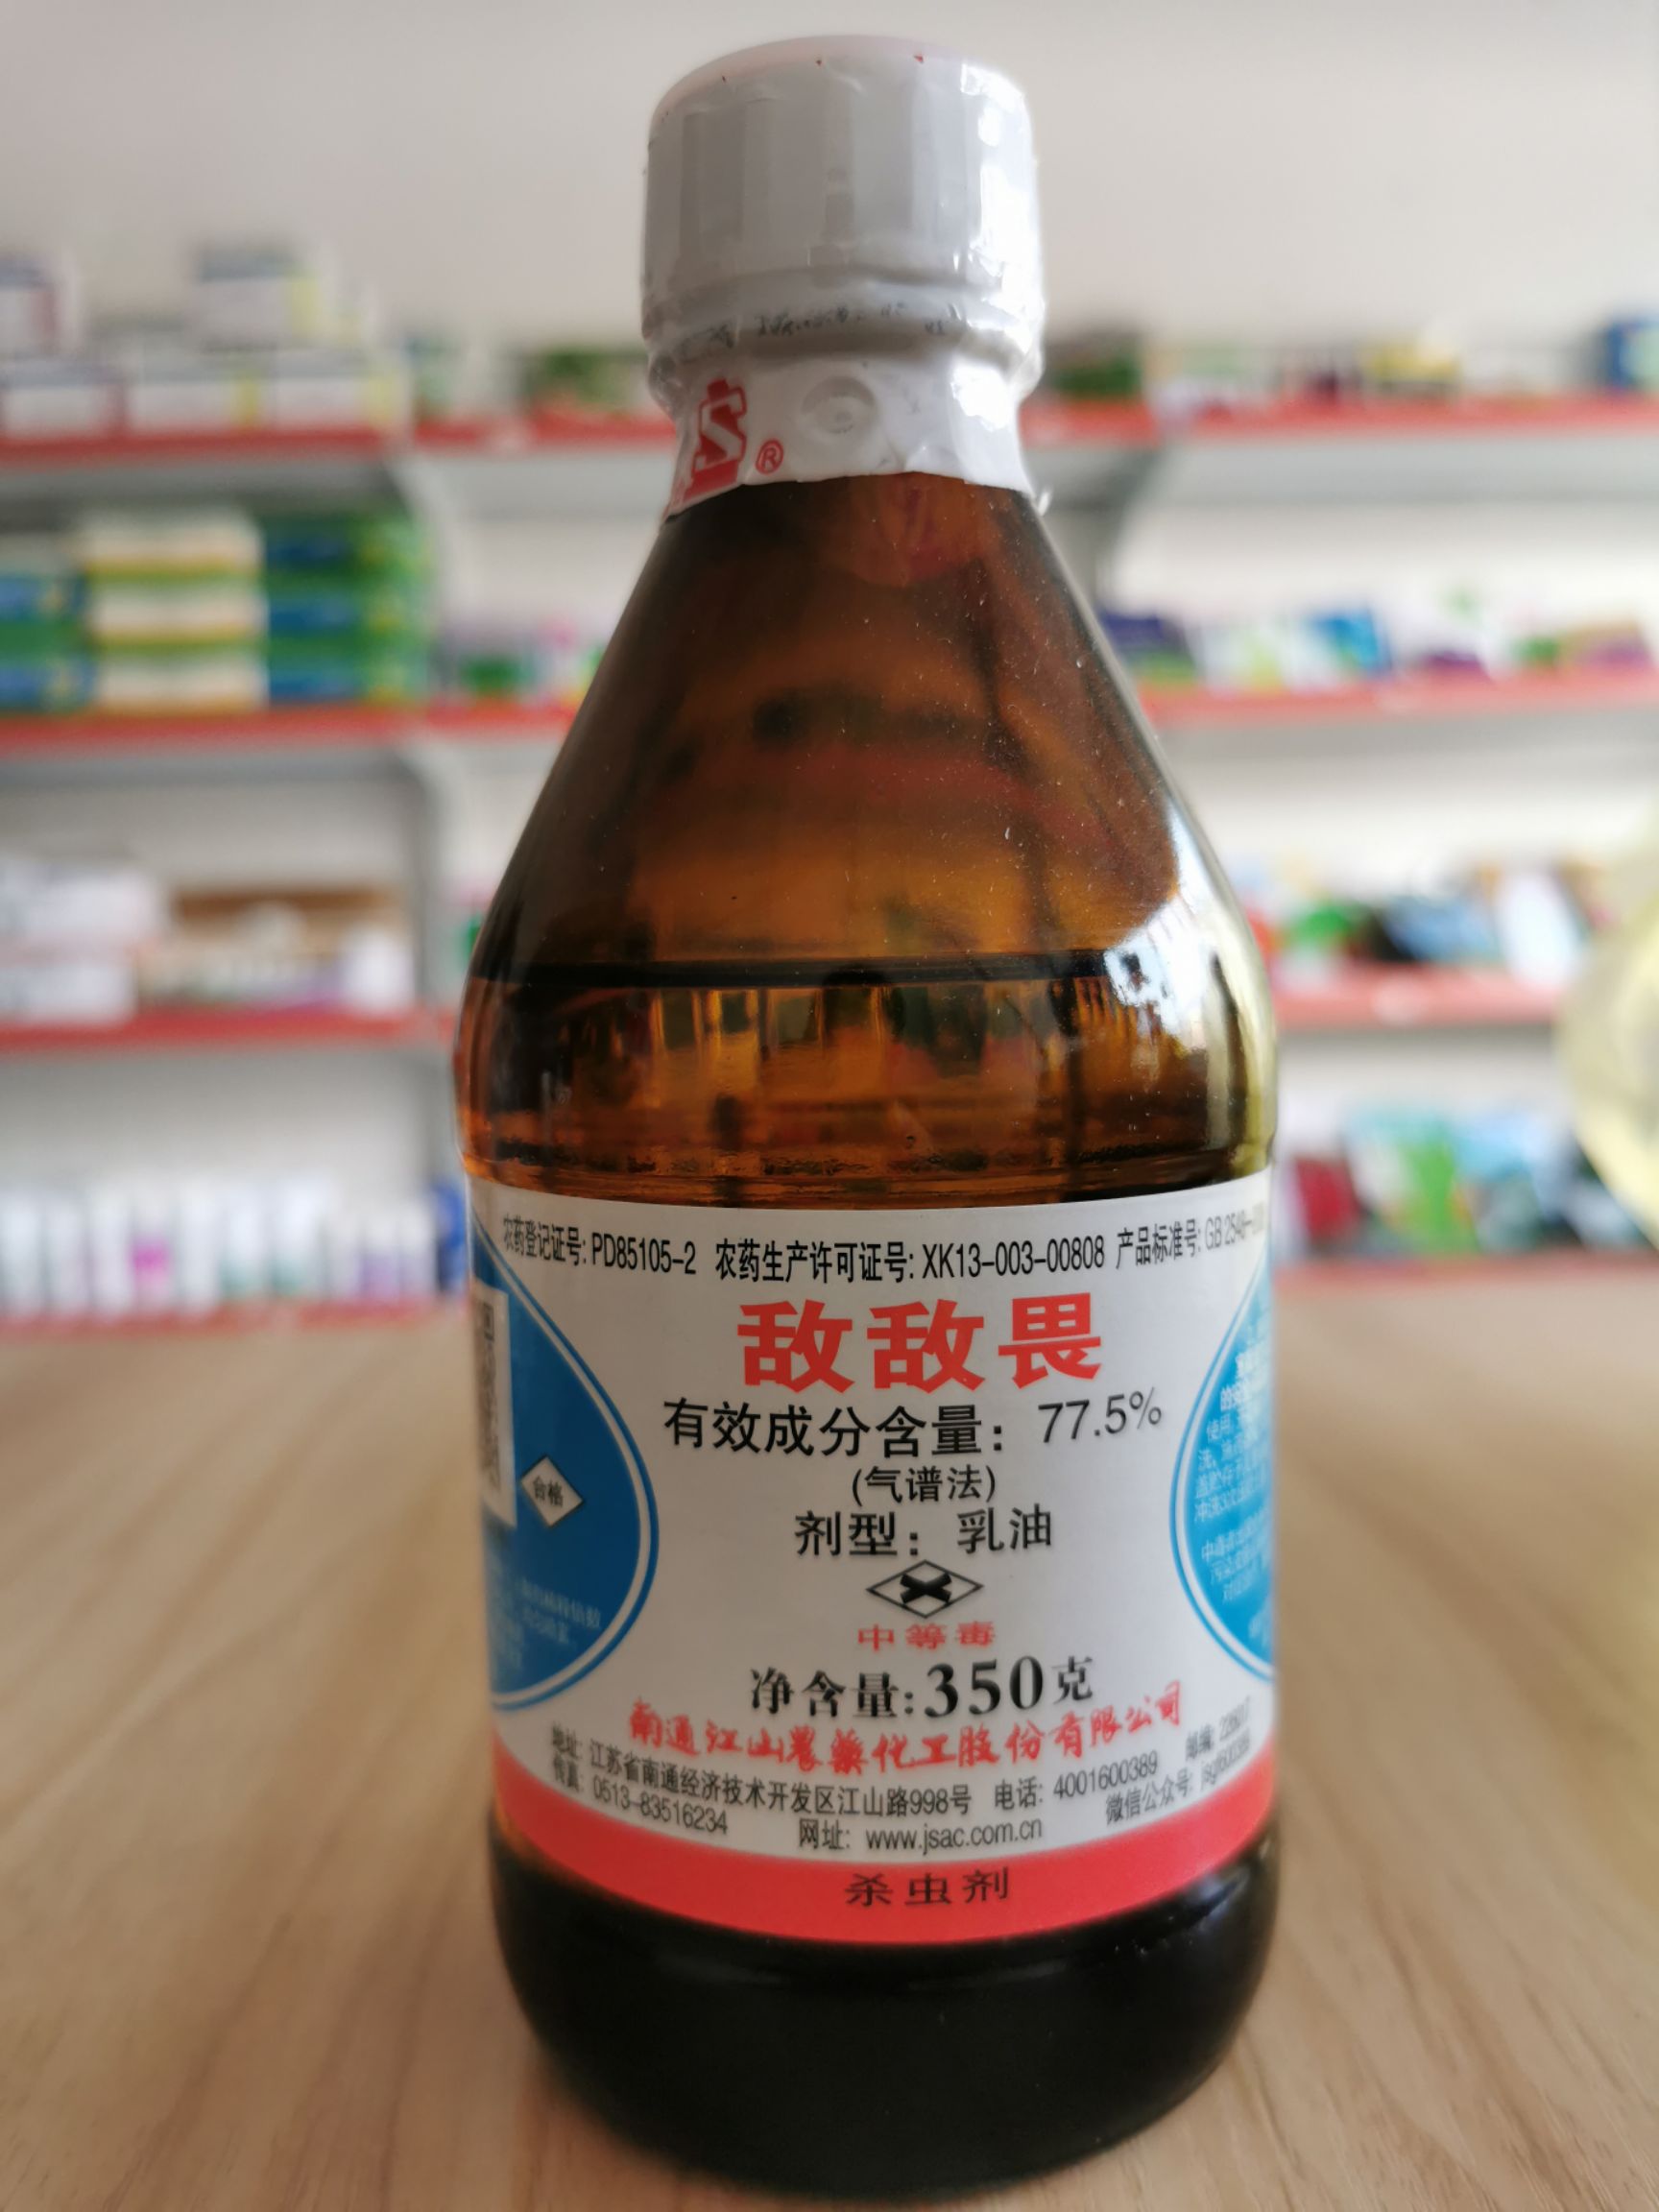 S®
农药登记证号: PD85105-2 农药生产许可证号: XK13-003-00808 产品标准号: GB 2548-
敌敌畏
有效成分含量: 77.5%
(气谱法)
剂型: 乳油
合格
中等毒
净含量:350克
南通江山农药化工股份有限公司
地址: 江苏省南通经济技术开发区江山路998号 电话: 4001600389 邮编:
传真: 0513-83516234 网址: www.jsac.com.cn 微信公众号:
杀虫剂